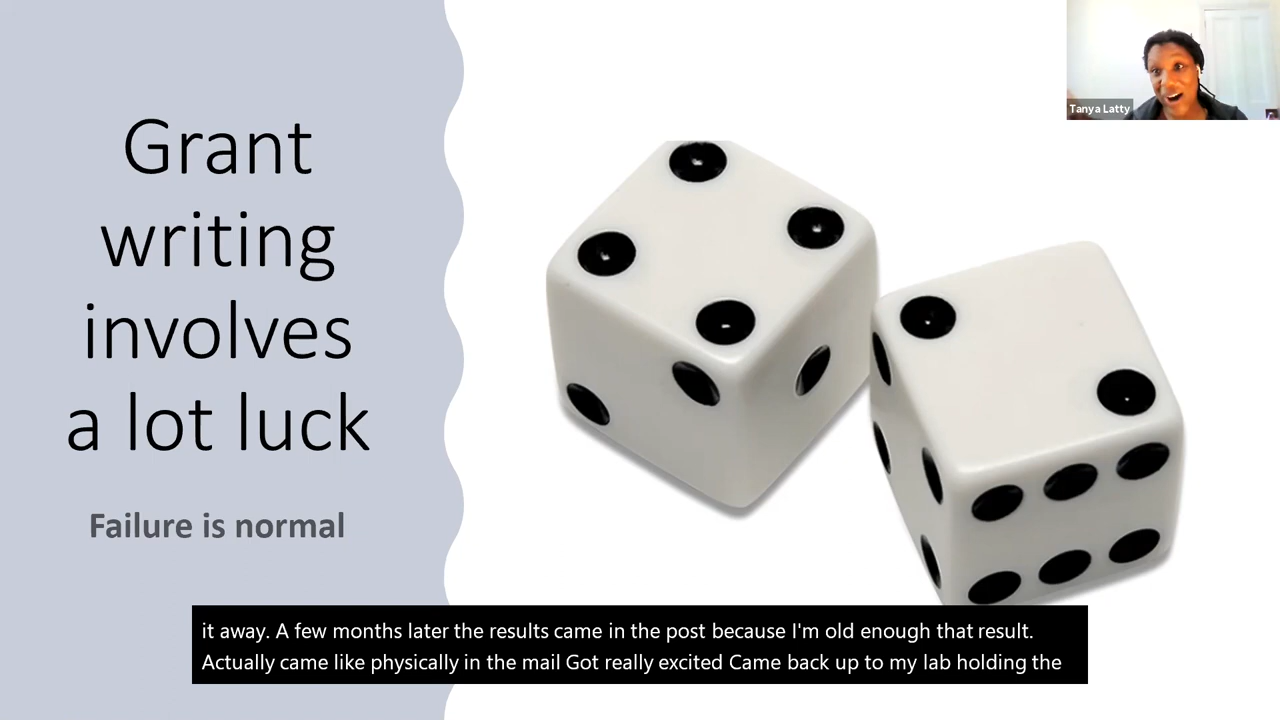 Tanya Latty
Grant
writing
involves
a lot luck
Failure is normal
it away. A few months later the results came in the post because I'm old enough that result.
Actually came like physically in the mail Got really excited Came back up to my lab holding the